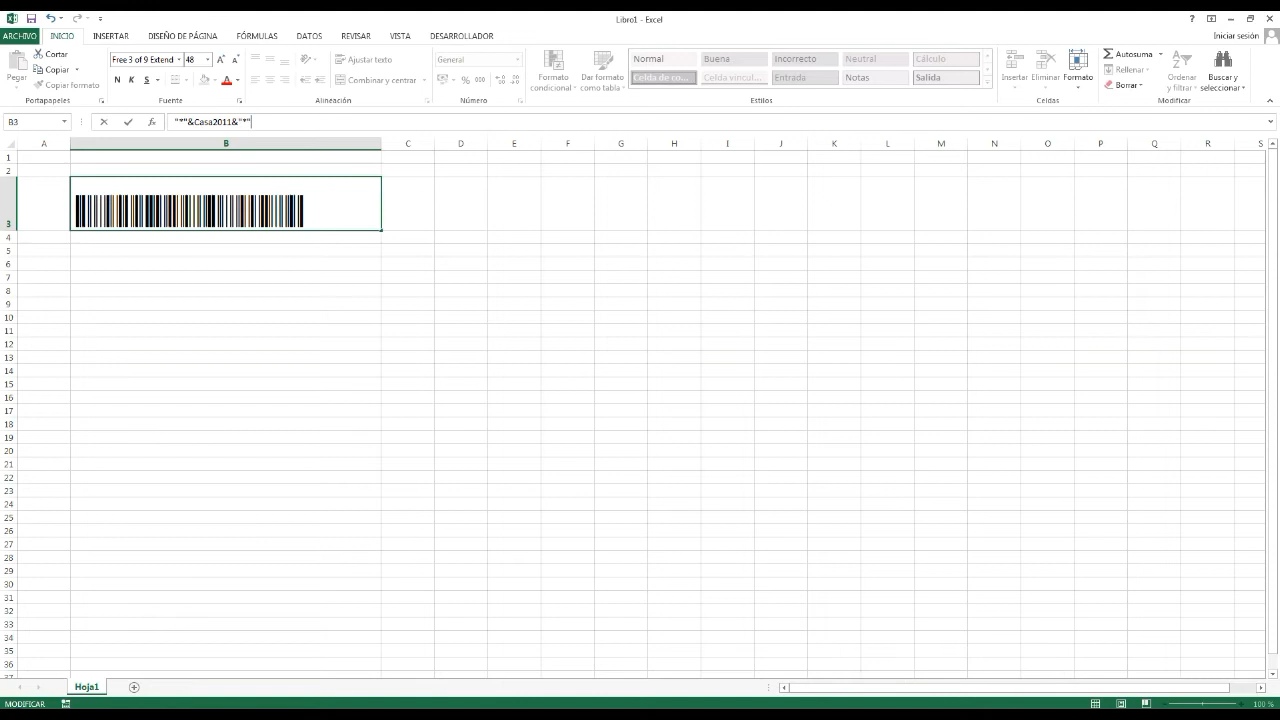 Libro1 - Excel
?
ARCHIVO INICIO INSERTAR DISEÑO DE PÁGINA FÓRMULAS DATOS REVISAR VISTA DESARROLLADOR Iniciar sesión
Pegar
Cortar
Copiar
Copiar formato
Portapapeles
Free 3 of 9 Extend 48
N K S
Fuente
Ajustar texto
Combinar y centrar
Alineación
General
% 000
Número
Formato condicional
Dar formato como tabla
Normal Buena Incorrecto Neutral Cálculo
Celda de co... Celda vincul... Entrada Notas Salida
Estilos
Insertar Eliminar Formato
Celdas
Autosuma
Rellenar
Borrar
Ordenar y filtrar
Buscar y seleccionar
Modificar
B3 fx "*"&Casa2011&"*"
A B C D E F G H I J K L M N O P Q R S
1
2
3
4
5
6
7
8
9
10
11
12
13
14
15
16
17
18
19
20
21
22
23
24
25
26
27
28
29
30
31
32
33
34
35
36
37
Hoja1
MODIFICAR 100 %